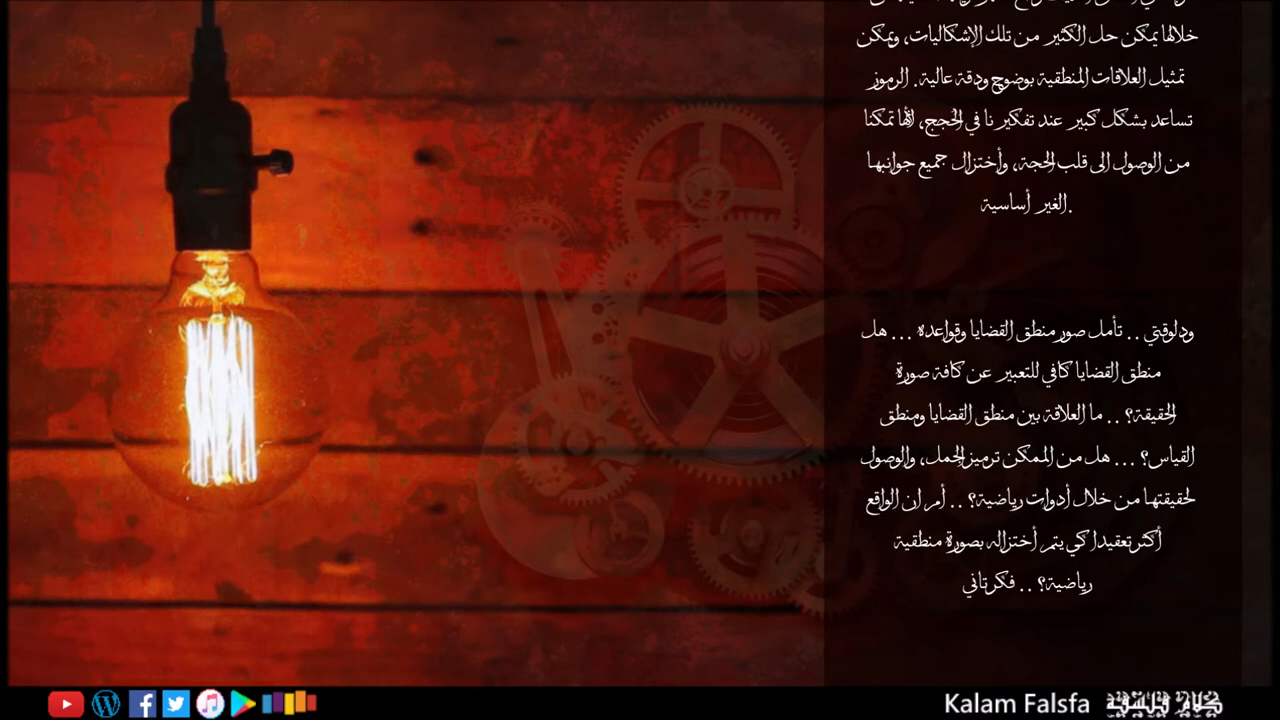 خلالها يمكن حل الكثير من تلك الإشكاليات، ويمكن
تمثيل العلاقات المنطقية بوضوح ودقة عالية. الرموز
تساعد بشكل كبير عند تفكيرنا في الحجج، لأنها تمكنا
من الوصول الى قلب الحجة، وأختزال جميع جوانبها
الغير أساسية.
ودلوقتي .. تأمل صور منطق القضايا وقواعده ... هل
منطق القضايا كافي للتعبير عن كافة صورة
الحقيقة؟ .. ما العلاقة بين منطق القضايا ومنطق
القياس؟ ... هل من الممكن ترميز الجمل، والوصول
لحقيقتها من خلال أدوات رياضية؟ .. أمر ان الواقع
أكثر تعقيدا كي يتم أختزاله بصورة منطقية
رياضية؟ .. فكر تاني
Kalam Falsfa كلام فلسفة